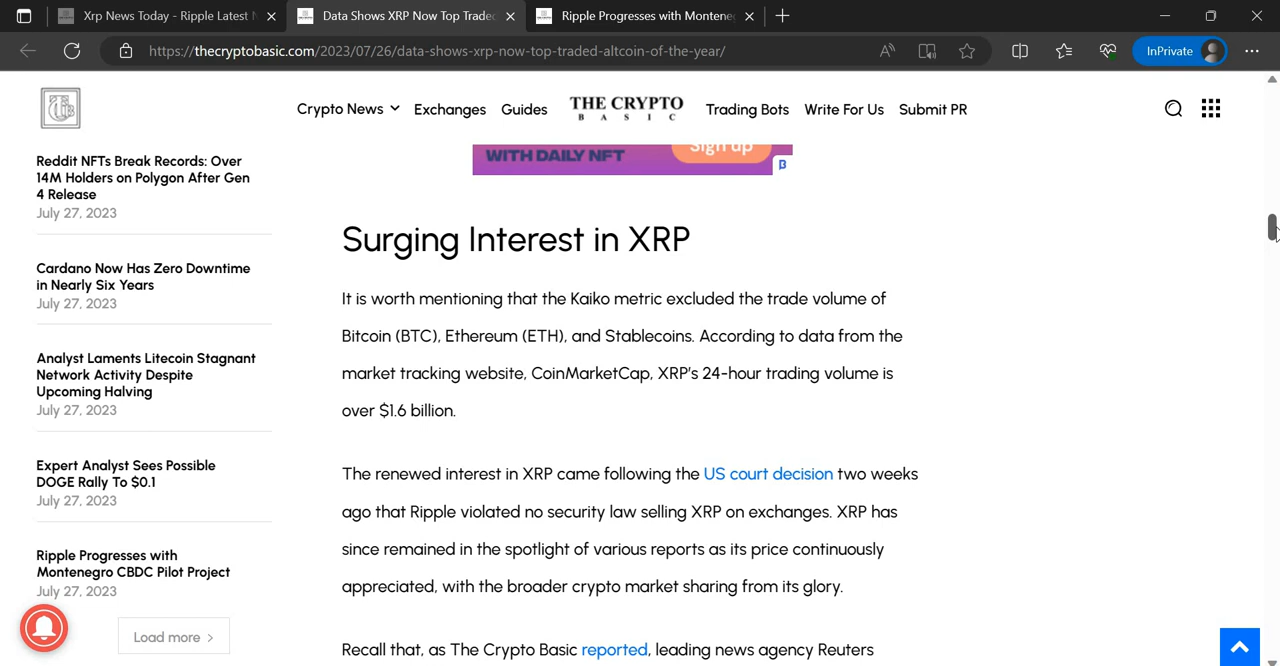 Xrp News Today - Ripple Latest N
Data Shows XRP Now Top Traded
Ripple Progresses with Montene
https://thecryptobasic.com/2023/07/26/data-shows-xrp-now-top-traded-altcoin-of-the-year/
InPrivate
Crypto News
Exchanges
Guides
THE CRYPTO
BASIC
Trading Bots
Write For Us
Submit PR
WITH DAILY NFT
Sign up
Reddit NFTs Break Records: Over
14M Holders on Polygon After Gen
4 Release
July 27, 2023
Cardano Now Has Zero Downtime
in Nearly Six Years
July 27, 2023
Analyst Laments Litecoin Stagnant
Network Activity Despite
Upcoming Halving
July 27, 2023
Expert Analyst Sees Possible
DOGE Rally To $0.1
July 27, 2023
Ripple Progresses with
Montenegro CBDC Pilot Project
July 27, 2023
Load more
Surging Interest in XRP
It is worth mentioning that the Kaiko metric excluded the trade volume of
Bitcoin (BTC), Ethereum (ETH), and Stablecoins. According to data from the
market tracking website, CoinMarketCap, XRP's 24-hour trading volume is
over $1.6 billion.
The renewed interest in XRP came following the US court decision two weeks
ago that Ripple violated no security law selling XRP on exchanges. XRP has
since remained in the spotlight of various reports as its price continuously
appreciated, with the broader crypto market sharing from its glory.
Recall that, as The Crypto Basic reported, leading news agency Reuters